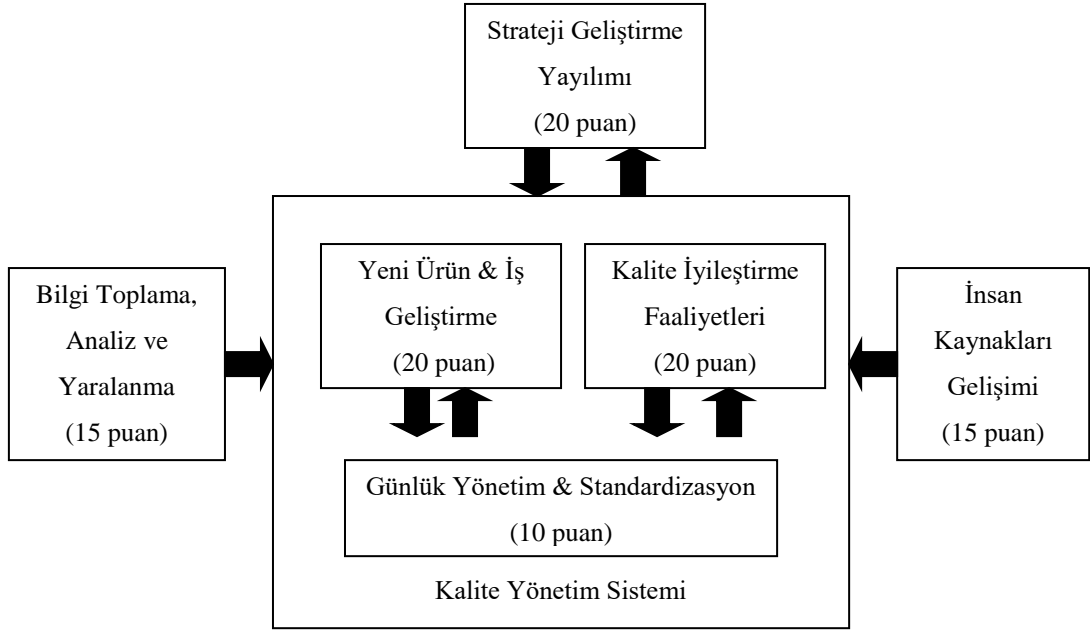 Strateji Geliştirme
Yayılımı
(20 puan)
Yeni Ürün & İş
Geliştirme
(20 puan)
Kalite İyileştirme
Faaliyetleri
(20 puan)
Bilgi Toplama,
Analiz ve
Yaralanma
(15 puan)
İnsan
Kaynakları
Gelişimi
(15 puan)
Günlük Yönetim & Standardizasyon
(10 puan)
Kalite Yönetim Sistemi